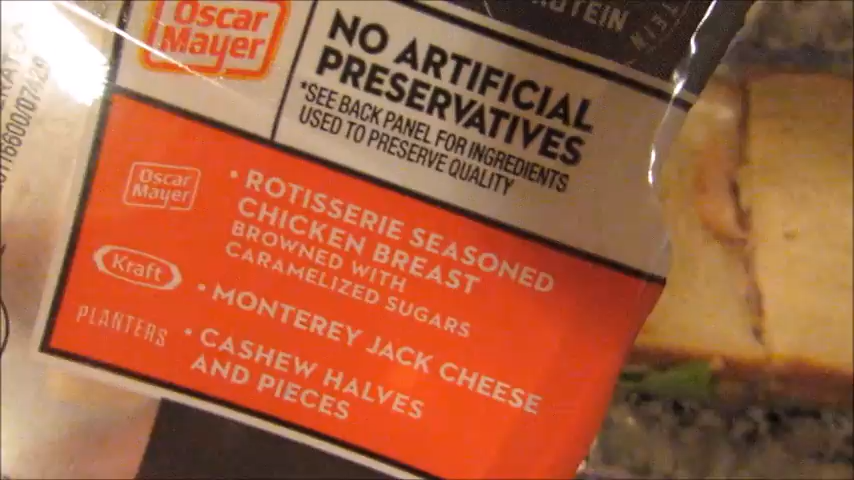 TEIN
Oscar
Mayer
NO ARTIFICIAL
PRESERVATIVES
*SEE BACK PANEL FOR INGREDIENTS
USED TO PRESERVE QUALITY
Oscar
Mayer
• ROTISSERIE SEASONED
CHICKEN BREAST
BROWNED WITH
CARAMELIZED SUGARS
Kraft
• MONTEREY JACK CHEESE
PLANTERS
• CASHEW HALVES
AND PIECES